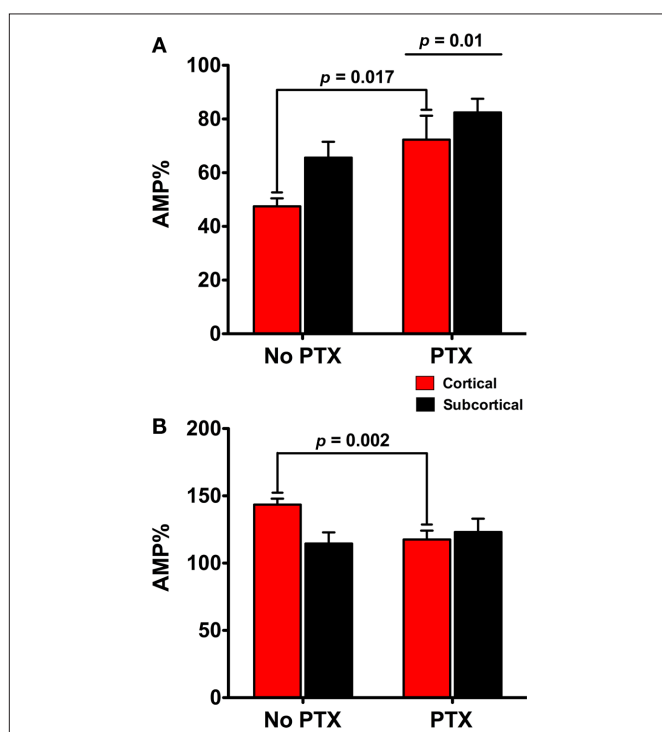 A
p = 0.01
p = 0.017
100
80
60
40
20
0
AMP%
No PTX
PTX
Cortical
Subcortical
B
p = 0.002
200
150
100
50
0
AMP%
No PTX
PTX